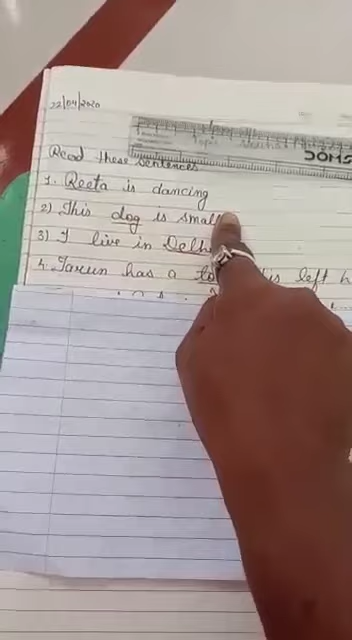 22/04/2020
DOMS
Read these sentences
1. Reeta is dancing
2) This dog is small
3) I live in Delhi
4. Tarun has a left